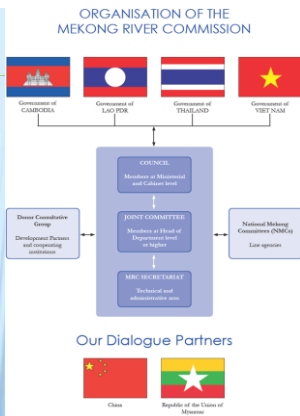 ORGANISATION OF THE
MEKONG RIVER COMMISSION
Government of
CAMBODIA
Government of
LAO PDR
Government of
THAILAND
Government of
VIET NAM
COUNCIL
Members at Ministerial
and Cabinet level
JOINT COMMITTEE
Members at Head of
Department level
or higher
MRC SECRETARIAT
Technical and
administrative arm
Donor Consultative
Group
Development Partners
and cooperating
institutions
National Mekong
Committees (NMCs)
Line agencies
Our Dialogue Partners
China
Republic of the Union of
Myanmar